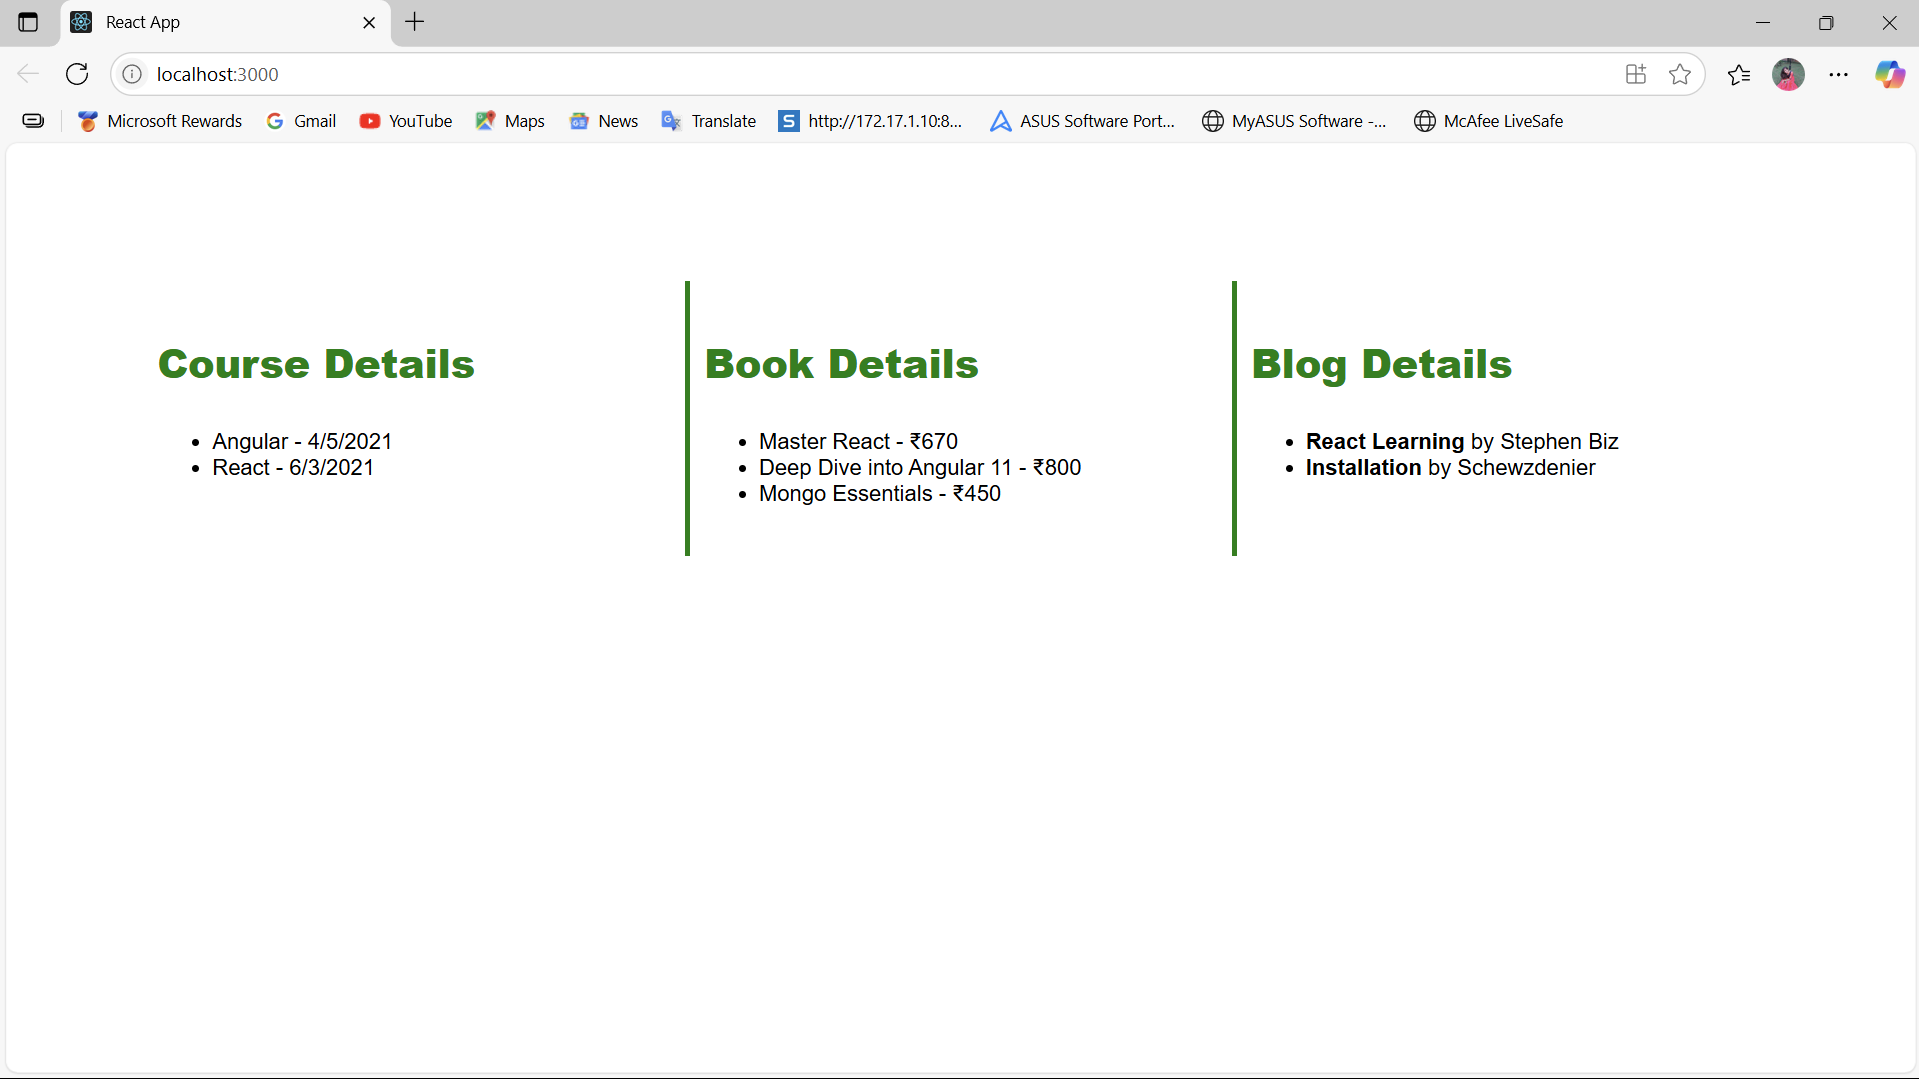 React App
localhost:3000
Microsoft Rewards Gmail YouTube Maps News Translate http://172.17.1.10:8... ASUS Software Port... MyASUS Software -... McAfee LiveSafe
Course Details
Angular - 4/5/2021
React - 6/3/2021
Book Details
Master React - ₹670
Deep Dive into Angular 11 - ₹800
Mongo Essentials - ₹450
Blog Details
React Learning by Stephen Biz
Installation by Schewzdenier